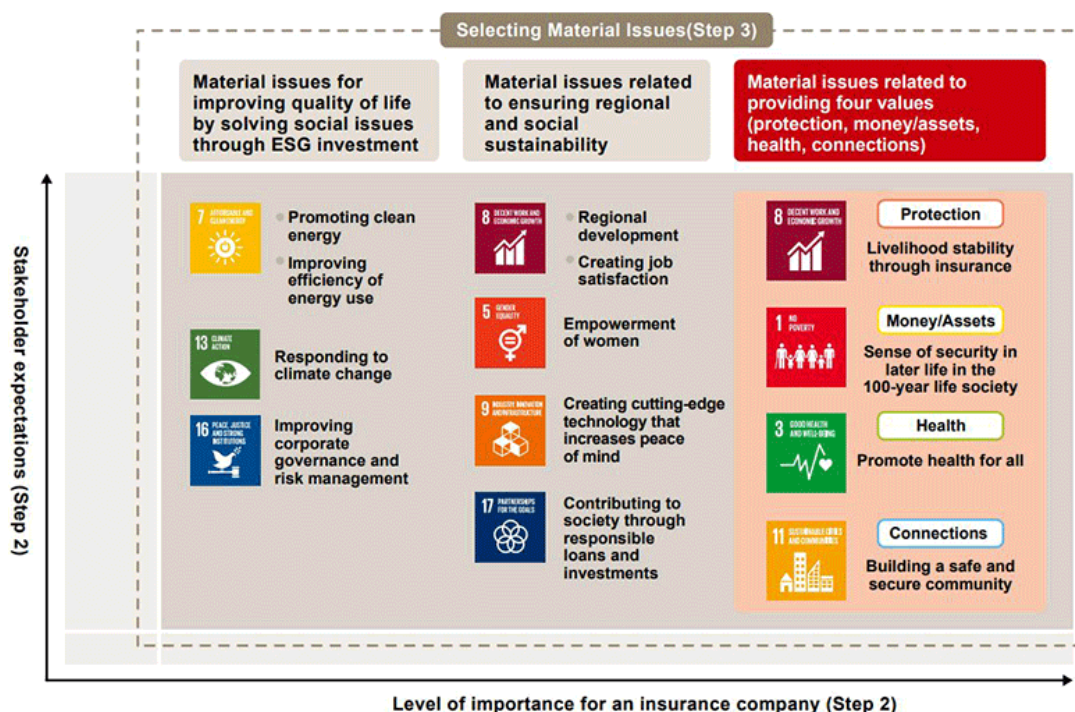 Selecting Material Issues(Step 3)
Material issues for
improving quality of life
by solving social issues
through ESG investment
Material issues related
to ensuring regional
and social
sustainability
Material issues related to
providing four values
(protection, money/assets,
health, connections)
Stakeholder expectations (Step 2)
7 AFFORDABLE AND
CLEAN ENERGY
Promoting clean
energy
Improving
efficiency of
energy use
13 CLIMATE
ACTION
Responding to
climate change
16 PEACE, JUSTICE
AND STRONG
INSTITUTIONS
Improving
corporate
governance and
risk management
8 DECENT WORK AND
ECONOMIC GROWTH
Regional
development
Creating job
satisfaction
5 GENDER
EQUALITY
Empowerment
of women
9 INDUSTRY, INNOVATION
AND INFRASTRUCTURE
Creating cutting-edge
technology that
increases peace
of mind
17 PARTNERSHIPS
FOR THE GOALS
Contributing to
society through
responsible
loans and
investments
8 DECENT WORK AND
ECONOMIC GROWTH
Protection
Livelihood stability
through insurance
1 NO
POVERTY
Money/Assets
Sense of security in
later life in the
100-year life society
3 GOOD HEALTH
AND WELL-BEING
Health
Promote health for all
11 SUSTAINABLE CITIES
AND COMMUNITIES
Connections
Building a safe and
secure community
Level of importance for an insurance company (Step 2)